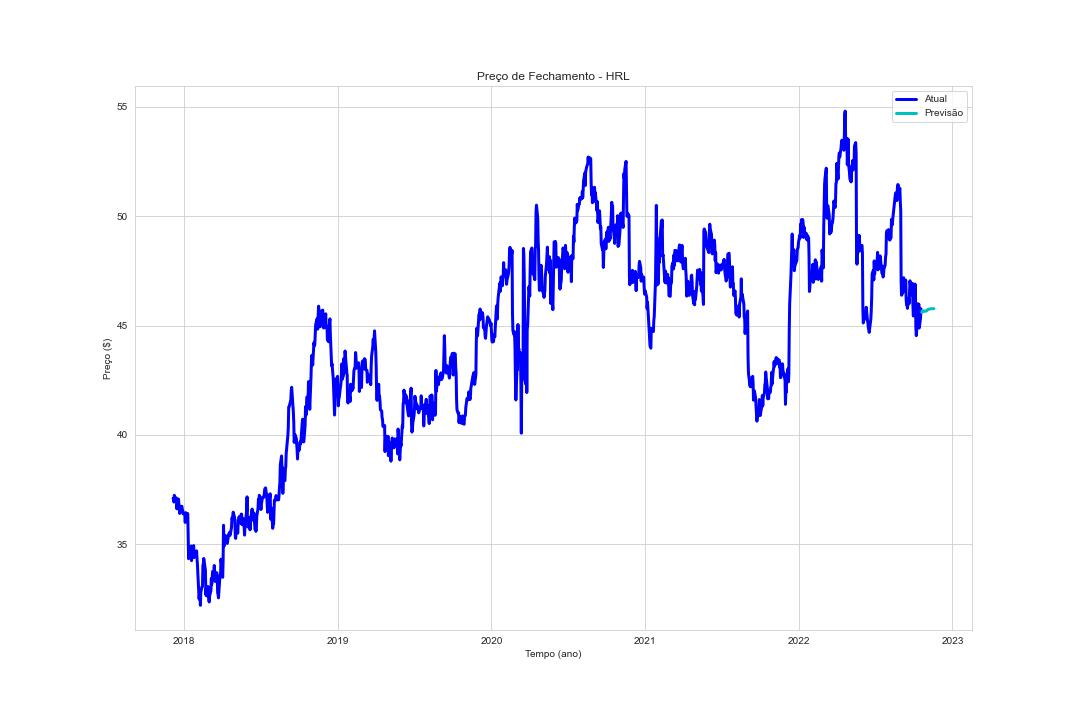 Preço de Fechamento - HRL
Atual
Previsão
55
50
45
40
35
Preço ($)
2018
2019
2020
2021
2022
2023
Tempo (ano)